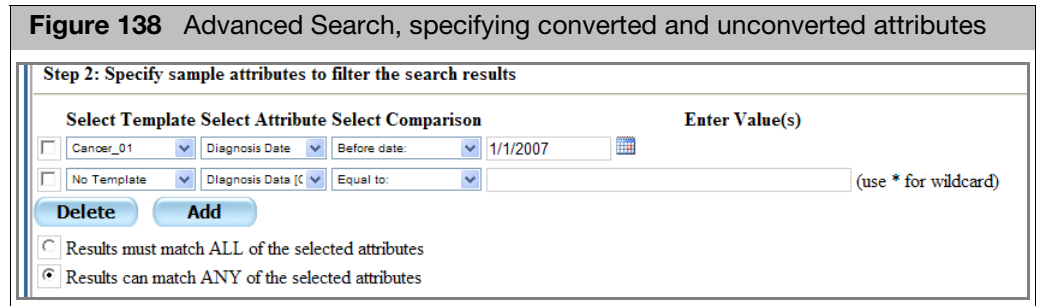 Figure 138 Advanced Search, specifying converted and unconverted attributes
Step 2: Specify sample attributes to filter the search results
Select Template Select Attribute Select Comparison Enter Value(s)
Cancer_01 Diagnosis Date Before date: 1/1/2007
No Template DIagnosis Data [C Equal to: (use * for wildcard)
Delete Add
Results must match ALL of the selected attributes
Results can match ANY of the selected attributes